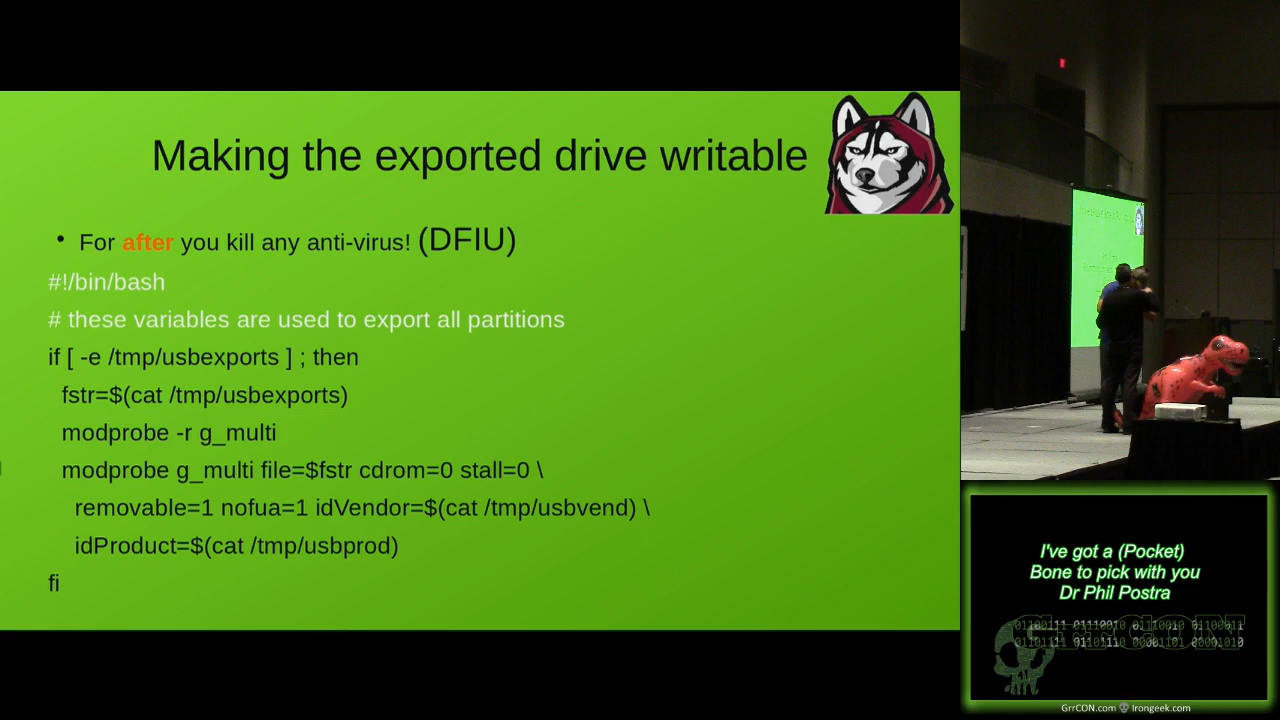 Making the exported drive writable
• For after you kill any anti-virus! (DFIU)
#!/bin/bash
# these variables are used to export all partitions
if [ -e /tmp/usbexports ] ; then
fstr=$(cat /tmp/usbexports)
modprobe -r g_multi
modprobe g_multi file=$fstr cdrom=0 stall=0 \
removable=1 nofua=1 idVendor=$(cat /tmp/usbvend) \
idProduct=$(cat /tmp/usbprod)
fi
I've got a (Pocket)
Bone to pick with you
Dr Phil Postra
GrrCON
GrrCON.com Irongeek.com